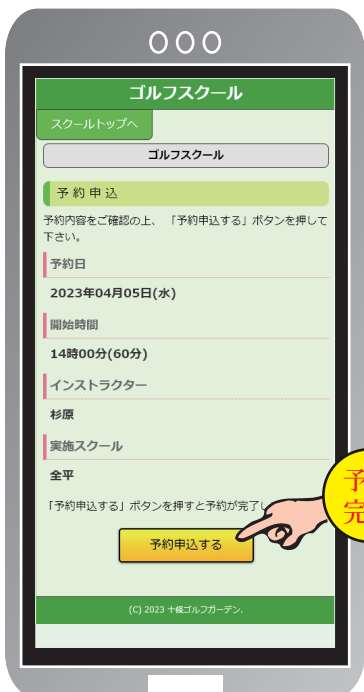 ゴルフスクール
スクールトップへ
ゴルフスクール
予約申込
予約内容をご確認の上、「予約申込する」ボタンを押して
下さい。
予約日
2023年04月05日(水)
開始時間
14時00分(60分)
インストラクター
杉原
実施スクール
全平
「予約申込する」ボタンを押すと予約が完了し
予
完
予約申込する
(C) 2023 十條ゴルフガーデン.